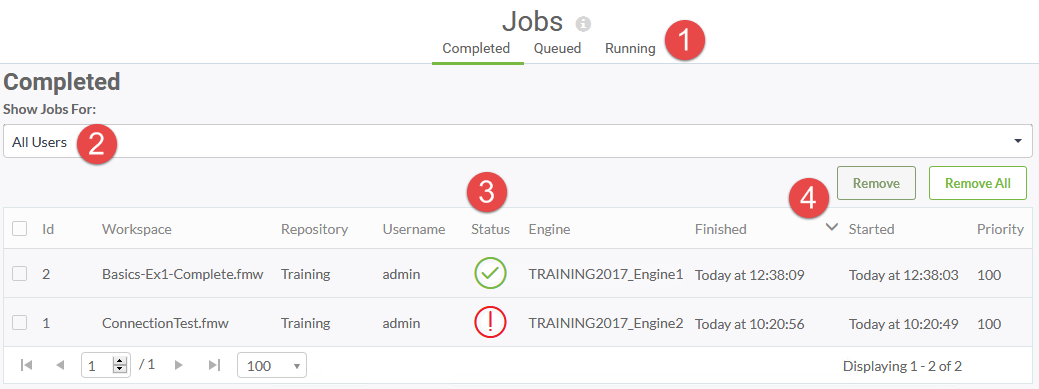 Jobs i
Completed Queued Running 1
Completed
Show Jobs For:
All Users 2
Remove Remove All
3 4
Id Workspace Repository Username Status Engine Finished Started Priority
2 Basics-Ex1-Complete.fmw Training admin TRAINING2017_Engine1 Today at 12:38:09 Today at 12:38:03 100
1 ConnectionTest.fmw Training admin ! TRAINING2017_Engine2 Today at 10:20:56 Today at 10:20:49 100
1 / 1 100 Displaying 1 - 2 of 2